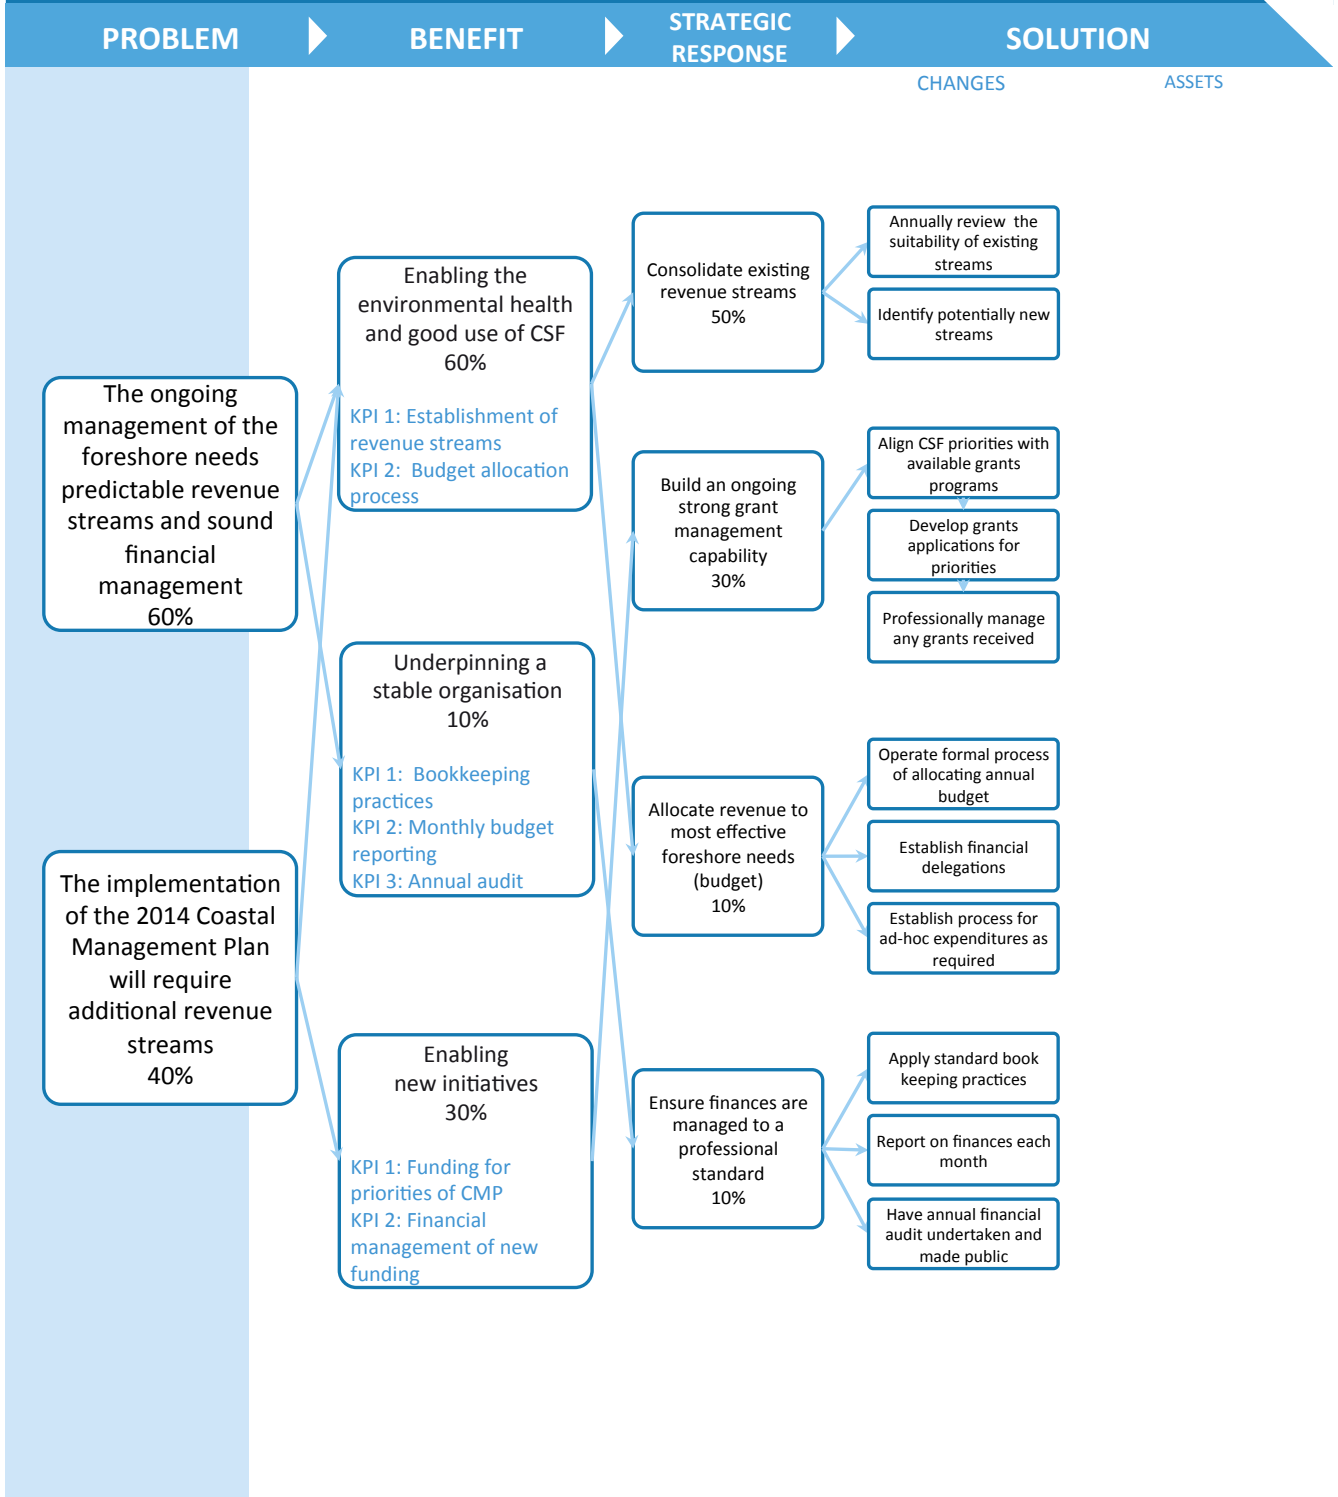 PROBLEM
BENEFIT
STRATEGIC
RESPONSE
SOLUTION
CHANGES
ASSETS
The ongoing
management of the
foreshore needs
predictable revenue
streams and sound
financial
management
60%
The implementation
of the 2014 Coastal
Management Plan
will require
additional revenue
streams
40%
Enabling the
environmental health
and good use of CSF
60%
KPI 1: Establishment of
revenue streams
KPI 2: Budget allocation
process
Underpinning a
stable organisation
10%
KPI 1: Bookkeeping
practices
KPI 2: Monthly budget
reporting
KPI 3: Annual audit
Enabling
new initiatives
30%
KPI 1: Funding for
priorities of CMP
KPI 2: Financial
management of new
funding
Consolidate existing
revenue streams
50%
Build an ongoing
strong grant
management
capability
30%
Allocate revenue to
most effective
foreshore needs
(budget)
10%
Ensure finances are
managed to a
professional
standard
10%
Annually review the
suitability of existing
streams
Identify potentially new
streams
Align CSF priorities with
available grants
programs
Develop grants
applications for
priorities
Professionally manage
any grants received
Operate formal process
of allocating annual
budget
Establish financial
delegations
Establish process for
ad-hoc expenditures as
required
Apply standard book
keeping practices
Report on finances each
month
Have annual financial
audit undertaken and
made public